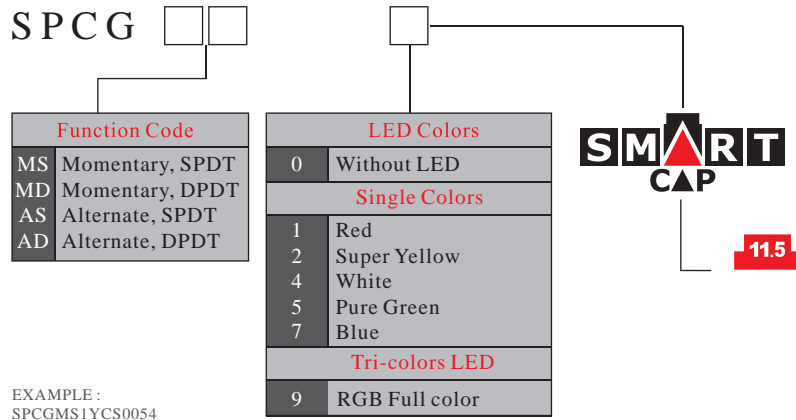 SPCG
Function Code
MS Momentary, SPDT
MD Momentary, DPDT
AS Alternate, SPDT
AD Alternate, DPDT
LED Colors
0 Without LED
Single Colors
1 Red
2 Super Yellow
4 White
5 Pure Green
7 Blue
Tri-colors LED
9 RGB Full color
SMART
CAP
11.5
EXAMPLE :
SPCGMS1YCS0054